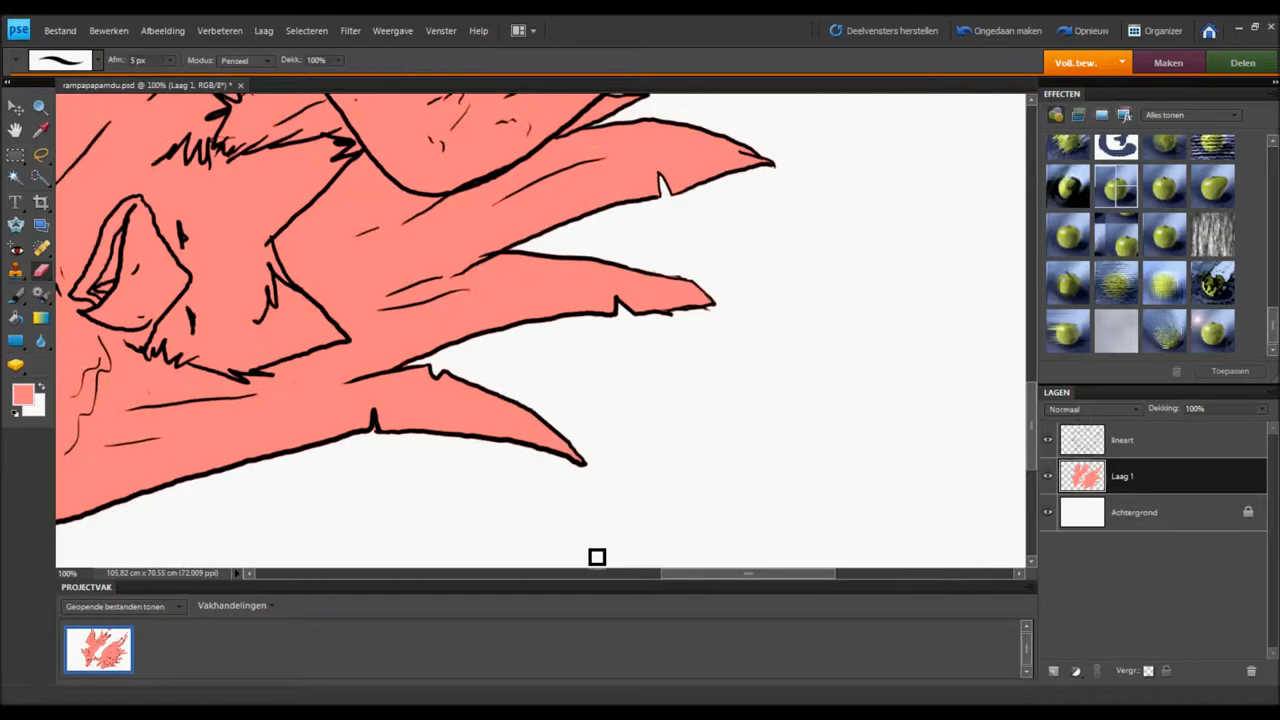 pse Bestand Bewerken Afbeelding Verbeteren Laag Selecteren Filter Weergave Venster Help Deelvensters herstellen Ongedaan maken Opnieuw Organizer
Afm.: 5 px Modus: Penseel Dekk.: 100% Voll. bew. Maken Delen
rampapapamdu.psd @ 100% (Laag 1, RGB/8*) *
EFFECTEN
Alles tonen
Toepassen
LAGEN
Normaal Dekking: 100%
lineart
Laag 1
Achtergrond
100% 105,82 cm x 70,55 cm (72.009 ppi)
PROJECTVAK
Geopende bestanden tonen Vakhandelingen
Vergr.: